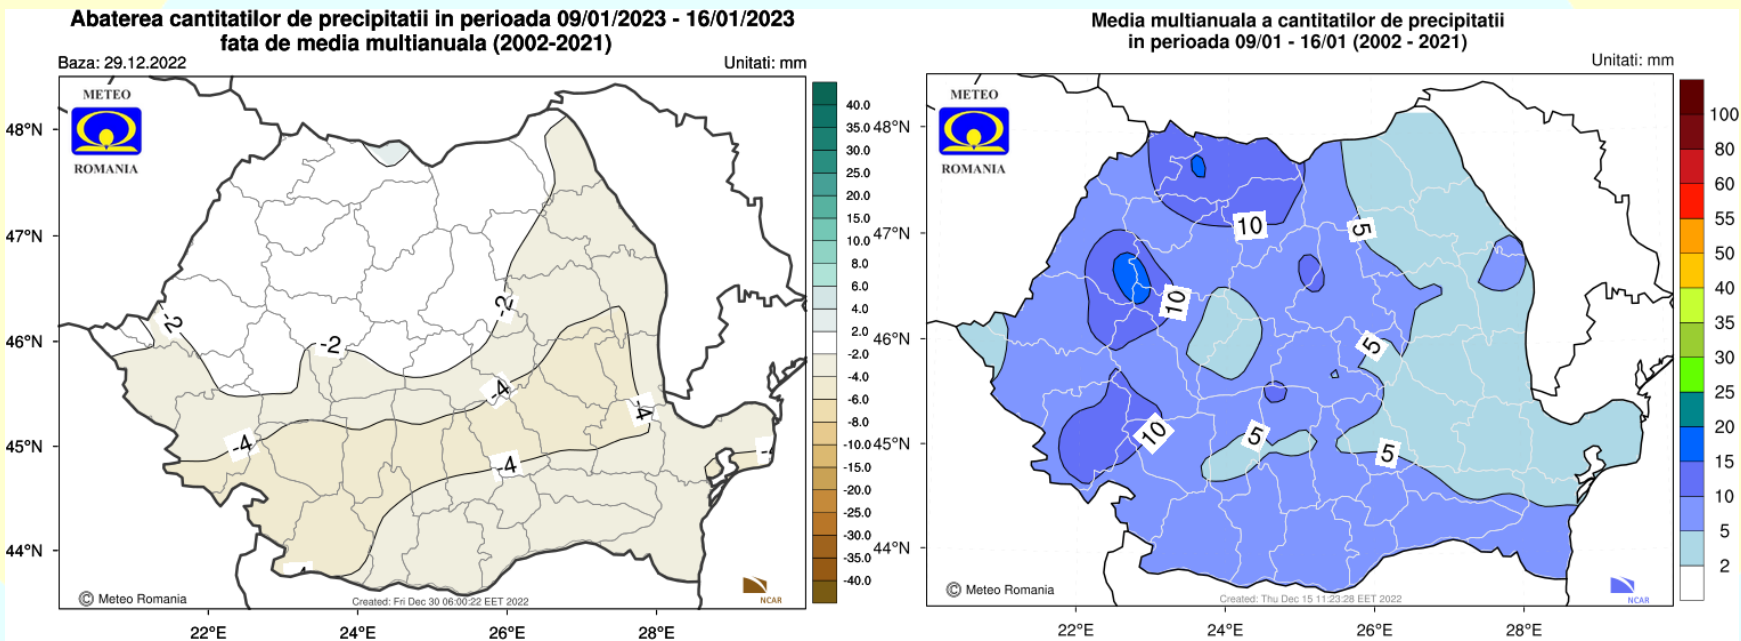 Abaterea cantitatilor de precipitatii in perioada 09/01/2023 - 16/01/2023
fata de media multianuala (2002-2021)
Baza: 29.12.2022
Unitati: mm
METEO
ROMANIA
48°N
47°N
46°N
45°N
44°N
22°E
24°E
26°E
28°E
-2
-2
-2
-4
-4
-4
-4
40.0
35.0
30.0
25.0
20.0
15.0
10.0
8.0
6.0
4.0
2.0
-2.0
-4.0
-6.0
-8.0
-10.0
-15.0
-20.0
-25.0
-30.0
-35.0
-40.0
© Meteo Romania
Created: Fri Dec 30 06:00:22 EET 2022
NCAR
Media multianuala a cantitatilor de precipitatii
in perioada 09/01 - 16/01 (2002 - 2021)
Unitati: mm
METEO
ROMANIA
48°N
47°N
46°N
45°N
44°N
22°E
24°E
26°E
28°E
10
5
10
5
10
5
5
100
80
60
55
50
40
35
30
25
20
15
10
5
2
© Meteo Romania
Created: Thu Dec 15 11:23:28 EET 2022
NCAR